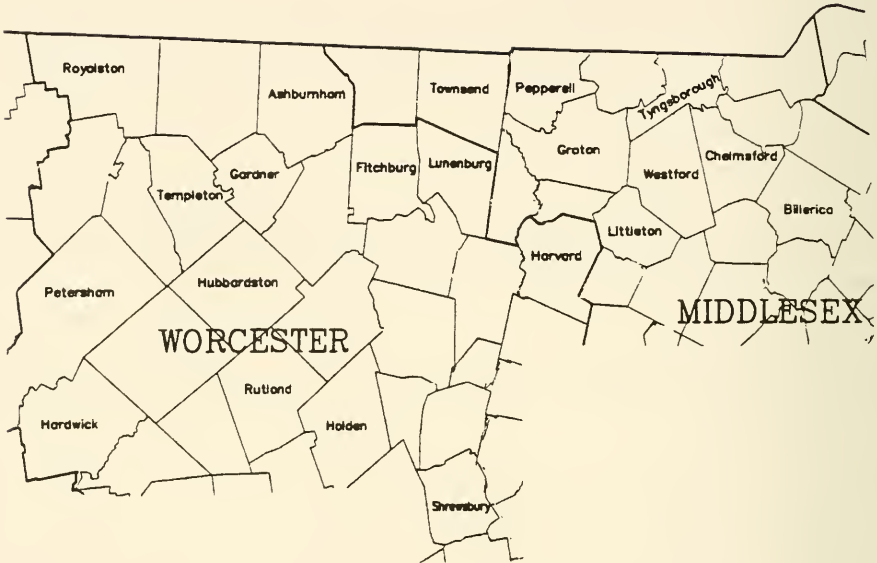 Royalston
Ashburnham
Townsend
Pepperell
Tyngsborough
Groton
Chelmsford
Fitchburg
Lunenburg
Gardner
Westford
Templeton
Billerica
Littleton
Harvard
Hubbardston
Petersham
MIDDLESEX
WORCESTER
Rutland
Hardwick
Holden
Shrewsbury